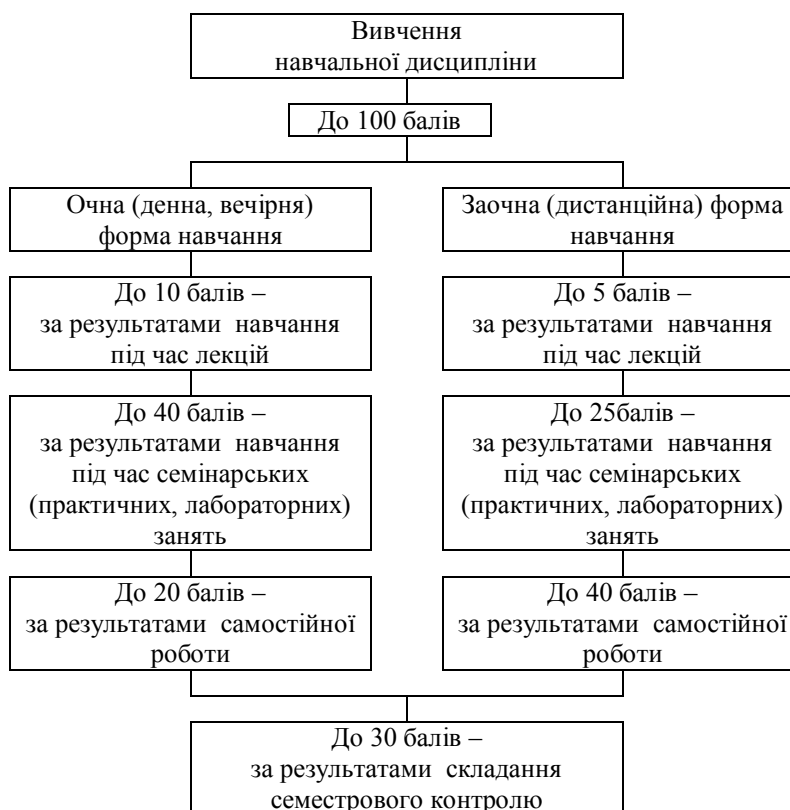 Вивчення
навчальної дисципліни
До 100 балів
Очна (денна, вечірня)
форма навчання
Заочна (дистанційна) форма
навчання
До 10 балів –
за результатами навчання
під час лекцій
До 5 балів –
за результатами навчання
під час лекцій
До 40 балів –
за результатами навчання
під час семінарських
(практичних, лабораторних)
занять
До 25балів –
за результатами навчання
під час семінарських
(практичних, лабораторних)
занять
До 20 балів –
за результатами самостійної
роботи
До 40 балів –
за результатами самостійної
роботи
До 30 балів –
за результатами складання
семестрового контролю